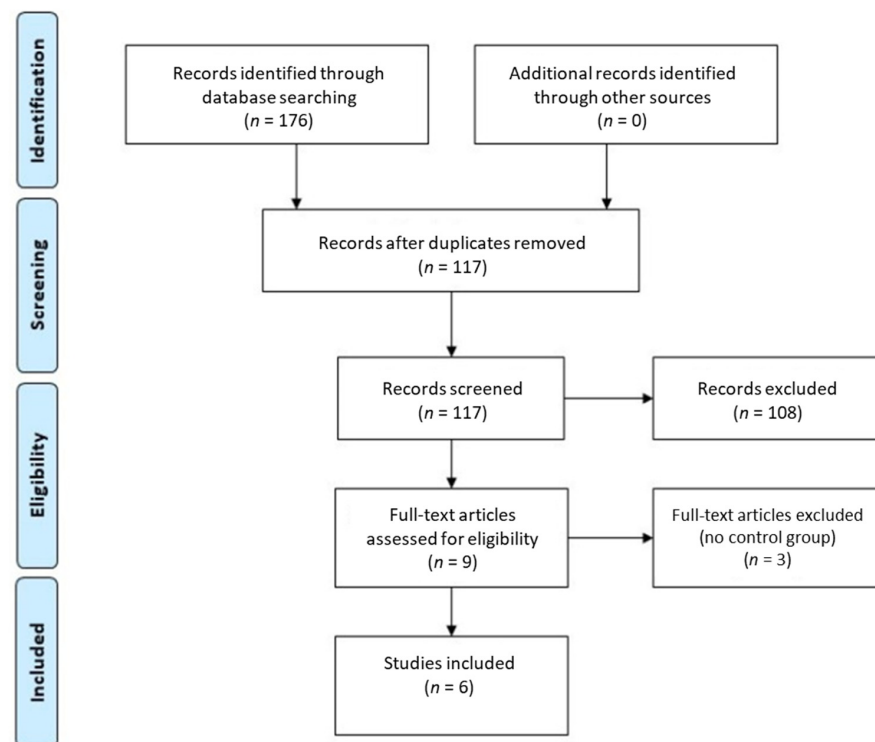 Identification
Records identified through
database searching
(n = 176)
Additional records identified
through other sources
(n = 0)
Screening
Records after duplicates removed
(n = 117)
Records screened
(n = 117)
Records excluded
(n = 108)
Eligibility
Full-text articles
assessed for eligibility
(n = 9)
Full-text articles excluded
(no control group)
(n = 3)
Included
Studies included
(n = 6)